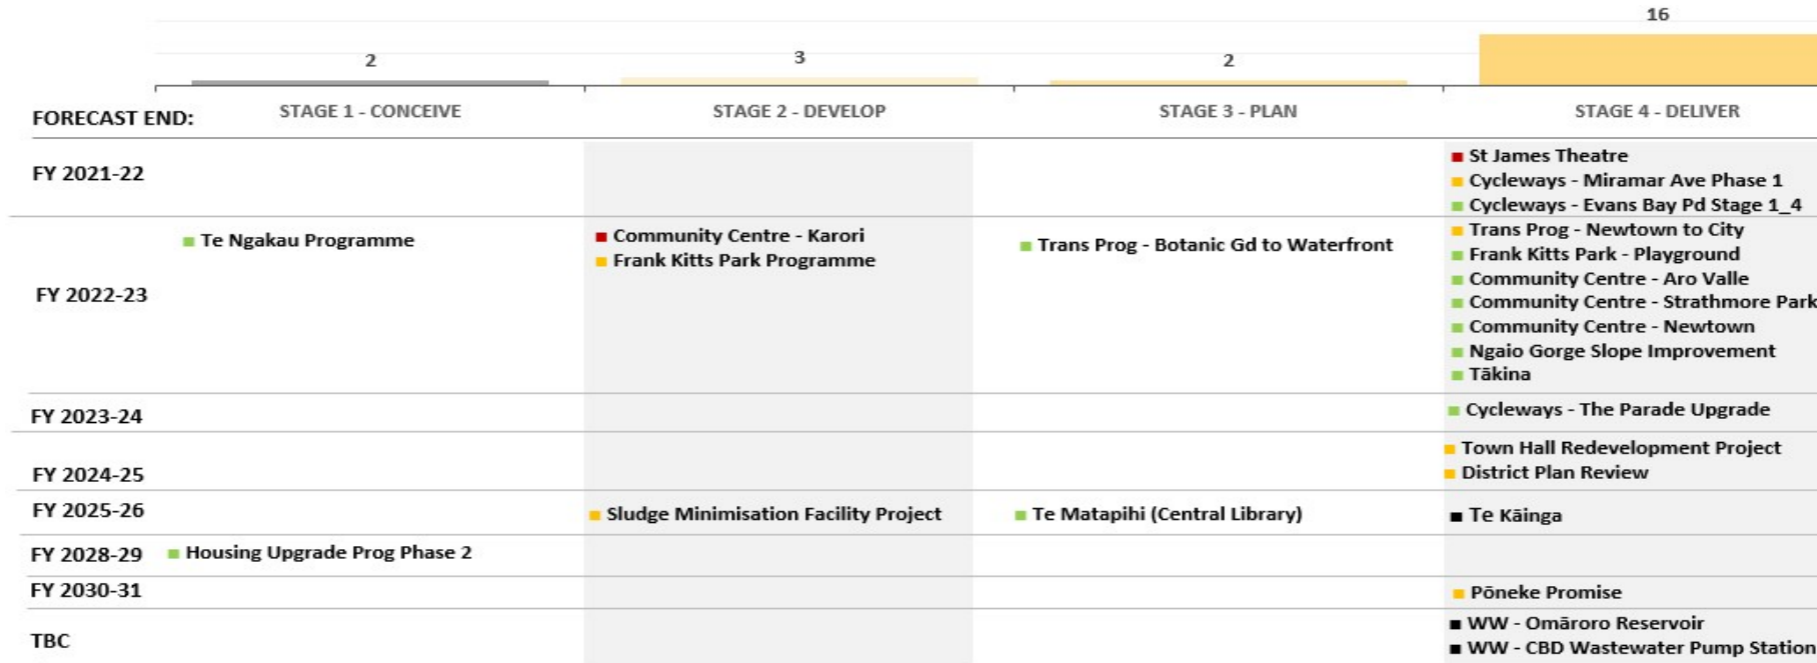 2
3
2
16
FORECAST END:
STAGE 1 - CONCEIVE
STAGE 2 - DEVELOP
STAGE 3 - PLAN
STAGE 4 - DELIVER
FY 2021-22
St James Theatre
Cycleways - Miramar Ave Phase 1
Cycleways - Evans Bay Pd Stage 1_4
FY 2022-23
Te Ngakau Programme
Community Centre - Karori
Frank Kitts Park Programme
Trans Prog - Botanic Gd to Waterfront
Trans Prog - Newtown to City
Frank Kitts Park - Playground
Community Centre - Aro Valle
Community Centre - Strathmore Park
Community Centre - Newtown
Ngaio Gorge Slope Improvement
Tākina
FY 2023-24
Cycleways - The Parade Upgrade
FY 2024-25
Town Hall Redevelopment Project
District Plan Review
FY 2025-26
Sludge Minimisation Facility Project
Te Matapihi (Central Library)
Te Kāinga
FY 2028-29
Housing Upgrade Prog Phase 2
FY 2030-31
Pōneke Promise
TBC
WW - Omāroro Reservoir
WW - CBD Wastewater Pump Station